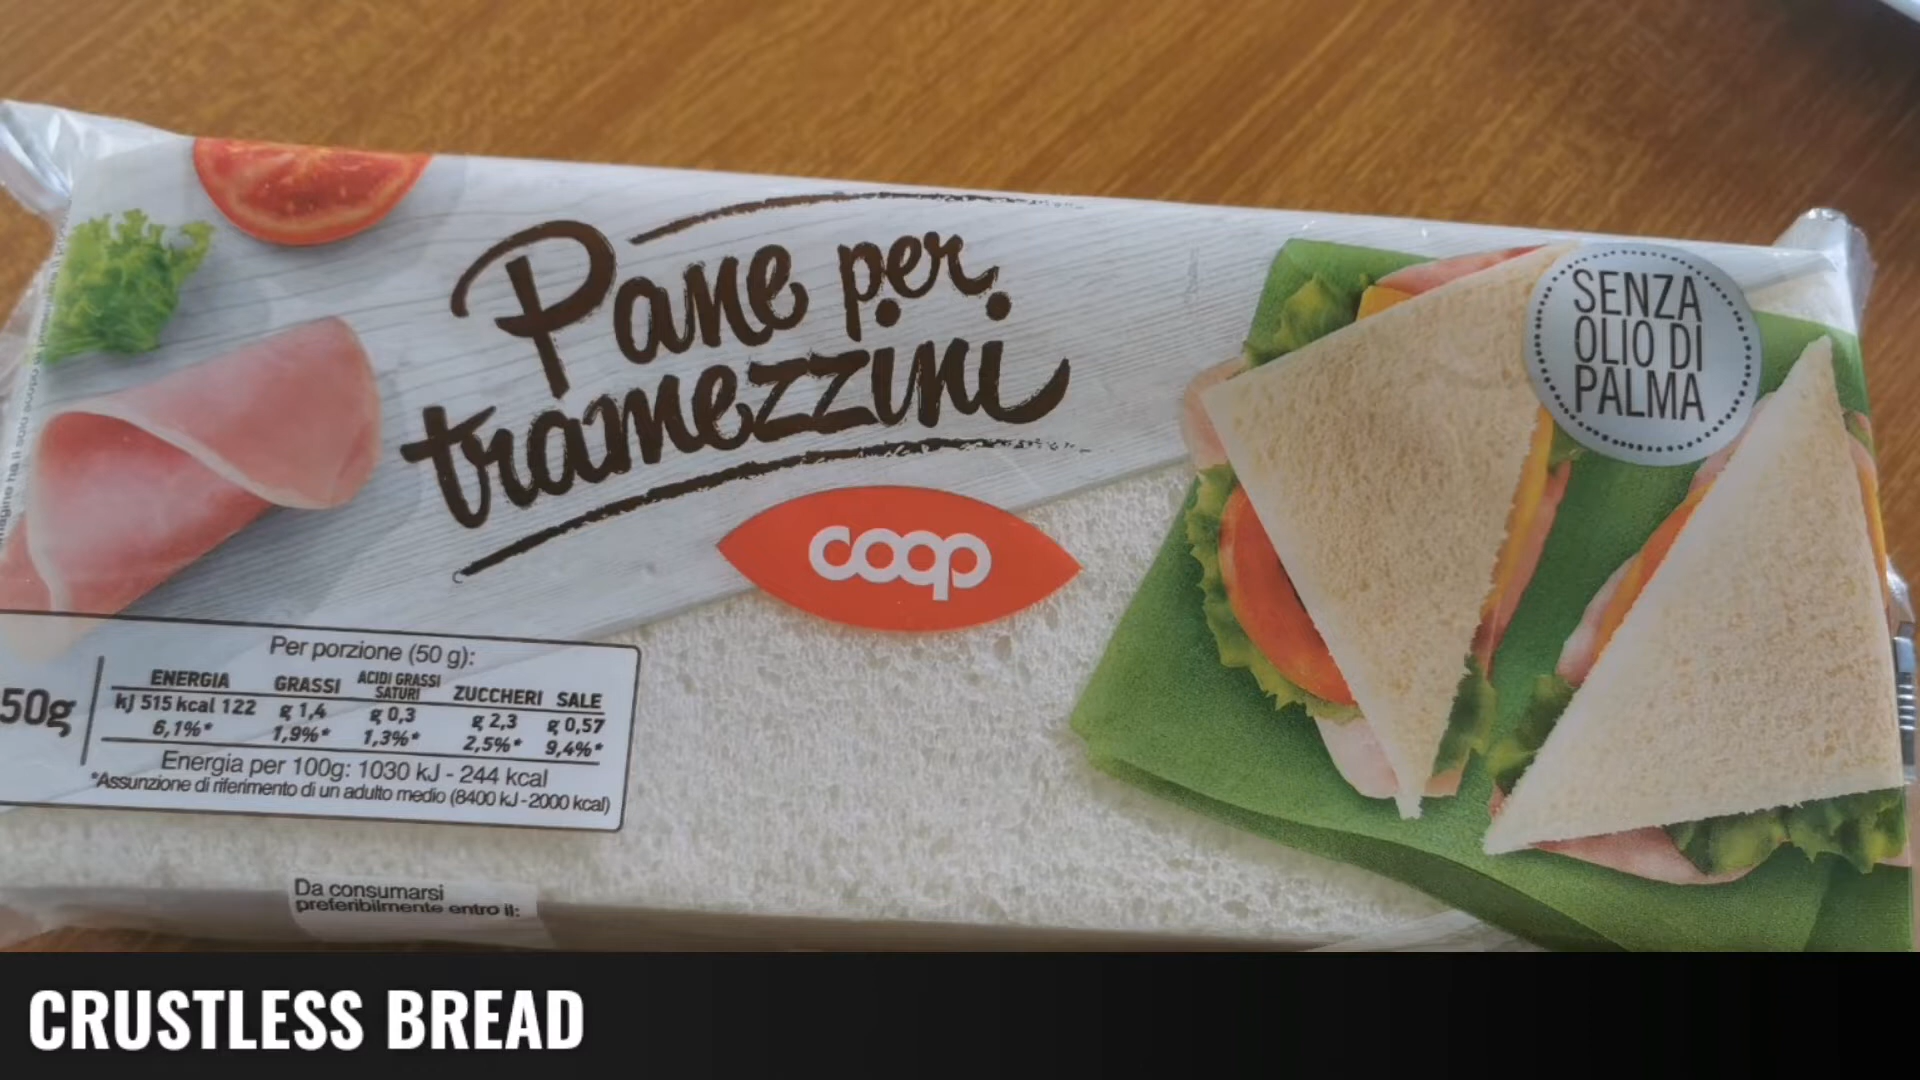 Pane per
tramezzini
SENZA
OLIO DI
PALMA
coop
Per porzione (50 g):
50g
ENERGIA GRASSI ACIDI GRASSI SATURI ZUCCHERI SALE
kJ 515 kcal 122 g 1,4 g 0,3 g 2,3 g 0,57
6,1%* 1,9%* 1,3%* 2,5%* 9,4%*
Energia per 100g: 1030 kJ - 244 kcal
*Assunzione di riferimento di un adulto medio (8400 kJ-2000 kcal)
Da consumarsi
preferibilmente entro il:
CRUSTLESS BREAD